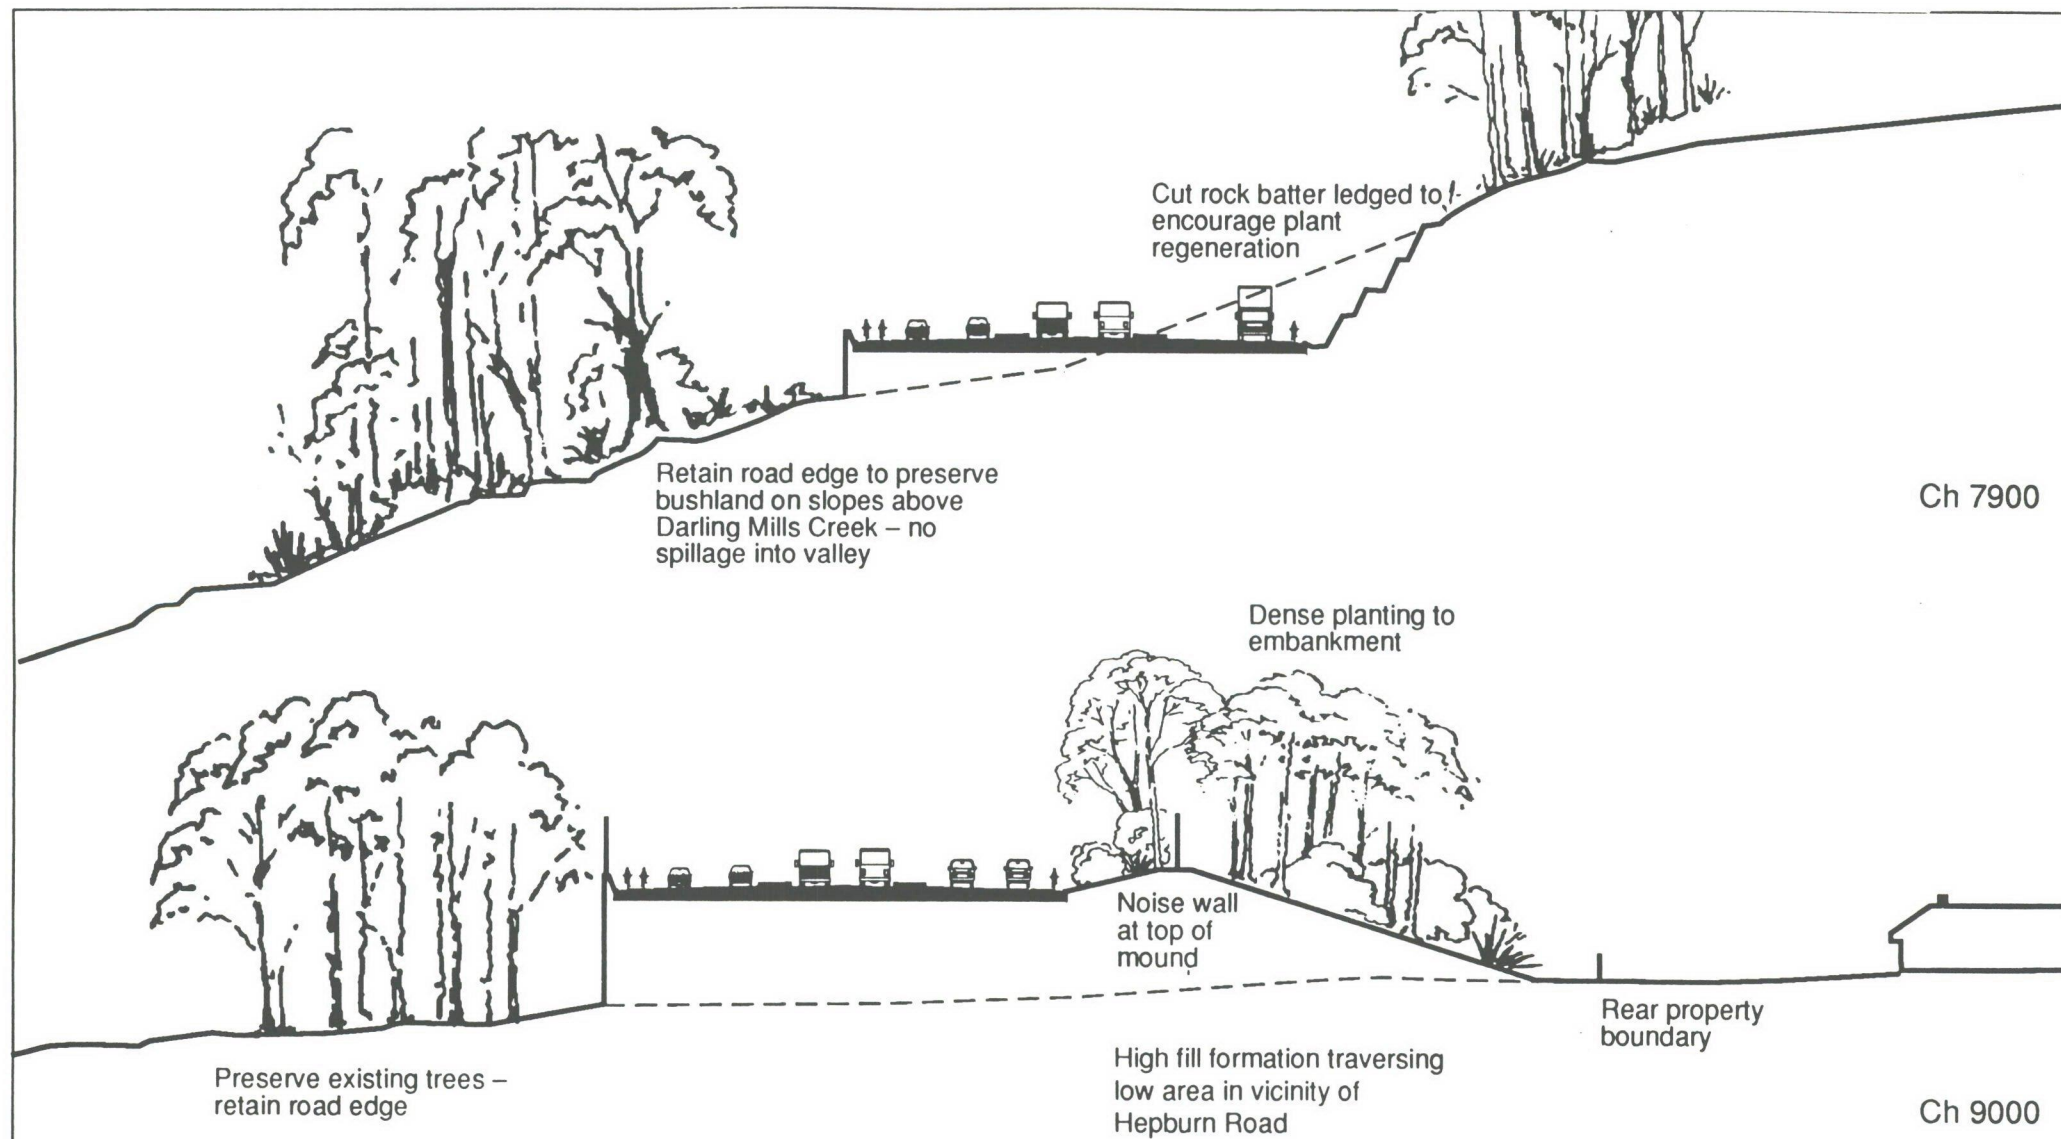 Cut rock batter ledged to
encourage plant
regeneration
Retain road edge to preserve
bushland on slopes above
Darling Mills Creek – no
spillage into valley
Ch 7900
Dense planting to
embankment
Noise wall
at top of
mound
Rear property
boundary
Preserve existing trees –
retain road edge
High fill formation traversing
low area in vicinity of
Hepburn Road
Ch 9000